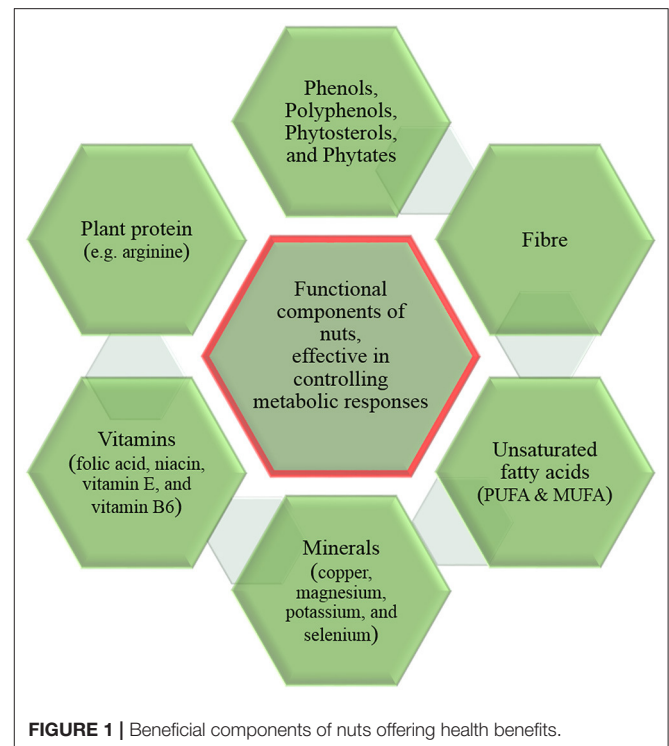 Phenols,
Polyphenols,
Phytosterols,
and Phytates
Plant protein
(e.g. arginine)
Fibre
Functional
components of
nuts,
effective in
controlling
metabolic responses
Vitamins
(folic acid, niacin,
vitamin E, and
vitamin B6)
Unsaturated
fatty acids
(PUFA & MUFA)
Minerals
(copper,
magnesium,
potassium, and
selenium)
FIGURE 1 | Beneficial components of nuts offering health benefits.